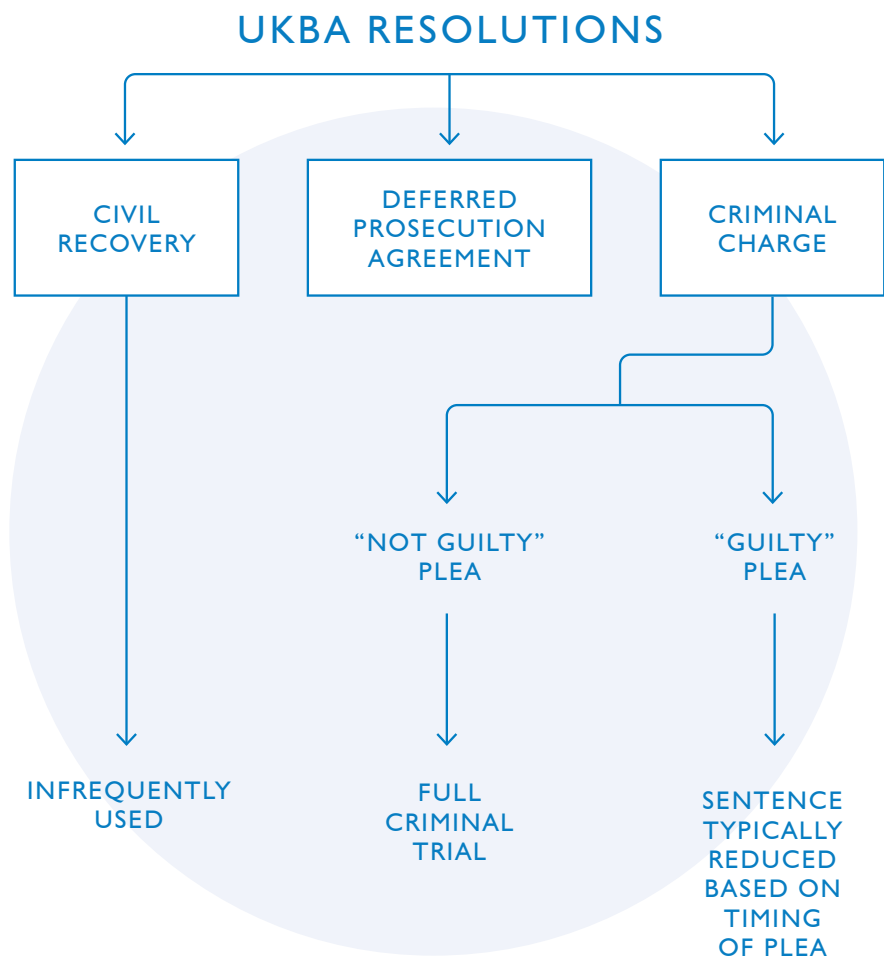 UKBA RESOLUTIONS
CIVIL
RECOVERY
DEFERRED
PROSECUTION
AGREEMENT
CRIMINAL
CHARGE
“NOT GUILTY”
PLEA
“GUILTY”
PLEA
INFREQUENTLY
USED
FULL
CRIMINAL
TRIAL
SENTENCE
TYPICALLY
REDUCED
BASED ON
TIMING
OF PLEA